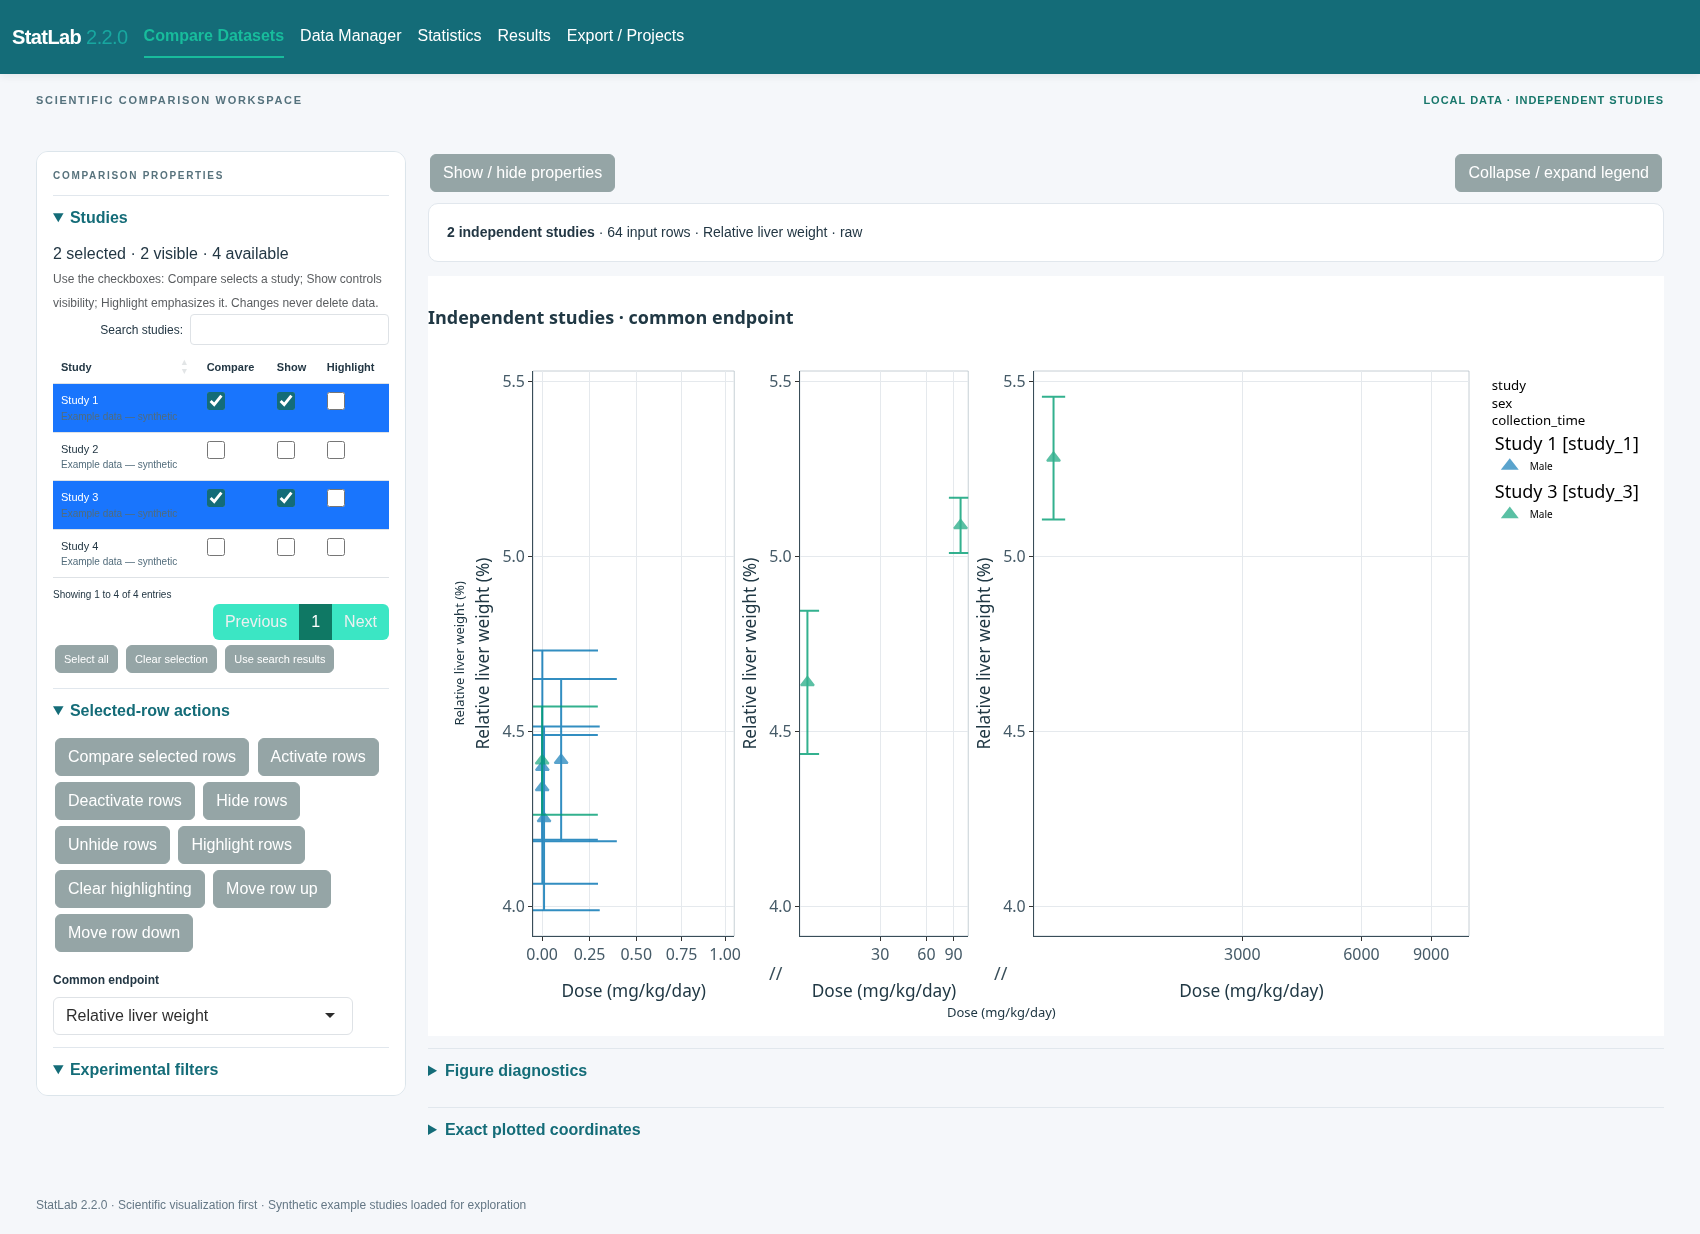 StatLab 2.2.0 Compare Datasets Data Manager Statistics Results Export / Projects
SCIENTIFIC COMPARISON WORKSPACE
LOCAL DATA · INDEPENDENT STUDIES
COMPARISON PROPERTIES
Studies
2 selected · 2 visible · 4 available
Use the checkboxes: Compare selects a study; Show controls
visibility; Highlight emphasizes it. Changes never delete data.
Search studies:
Study Compare Show Highlight
Study 1
Example data — synthetic
Study 2
Example data — synthetic
Study 3
Example data — synthetic
Study 4
Example data — synthetic
Showing 1 to 4 of 4 entries
Previous 1 Next
Select all Clear selection Use search results
Selected-row actions
Compare selected rows Activate rows
Deactivate rows Hide rows
Unhide rows Highlight rows
Clear highlighting Move row up
Move row down
Common endpoint
Relative liver weight
Experimental filters
Show / hide properties Collapse / expand legend
2 independent studies · 64 input rows · Relative liver weight · raw
Independent studies · common endpoint
Relative liver weight (%)
Relative liver weight (%)
5.5
5.0
4.5
4.0
0.00 0.25 0.50 0.75 1.00
Dose (mg/kg/day)
//
Relative liver weight (%)
5.5
5.0
4.5
4.0
30 60 90
Dose (mg/kg/day)
//
Relative liver weight (%)
5.5
5.0
4.5
4.0
3000 6000 9000
Dose (mg/kg/day)
Dose (mg/kg/day)
study
sex
collection_time
Study 1 [study_1]
Male
Study 3 [study_3]
Male
Figure diagnostics
Exact plotted coordinates
StatLab 2.2.0 · Scientific visualization first · Synthetic example studies loaded for exploration